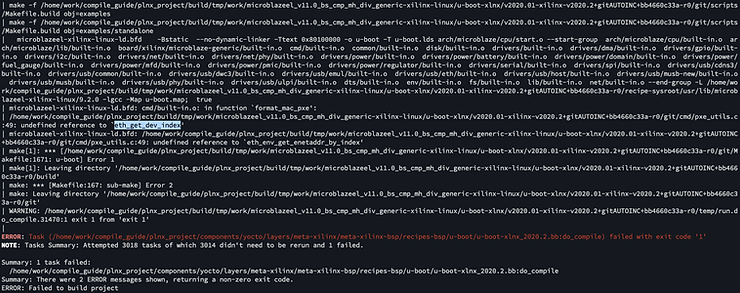 | make -f /home/work/compile_guide/plnx_project/build/tmp/work/microblazeel_v11.0_bs_cmp_mh_div_generic-xilinx-linux/u-boot-xlnx/v2020.01-xilinx-v2020.2+gitAUTOINC+bb4660c33a-r0/git/scripts
/Makefile.build obj=examples
| make -f /home/work/compile_guide/plnx_project/build/tmp/work/microblazeel_v11.0_bs_cmp_mh_div_generic-xilinx-linux/u-boot-xlnx/v2020.01-xilinx-v2020.2+gitAUTOINC+bb4660c33a-r0/git/scripts
/Makefile.build obj=examples/standalone
|   microblazeel-xilinx-linux-ld.bfd    -Bstatic  --no-dynamic-linker -Ttext 0x80100000 -o u-boot -T u-boot.lds arch/microblaze/cpu/start.o --start-group  arch/microblaze/cpu/built-in.o  ar
ch/microblaze/lib/built-in.o  board/xilinx/microblaze-generic/built-in.o  cmd/built-in.o  common/built-in.o  disk/built-in.o  drivers/built-in.o  drivers/dma/built-in.o  drivers/gpio/built-
in.o  drivers/i2c/built-in.o  drivers/net/built-in.o  drivers/net/phy/built-in.o  drivers/power/built-in.o  drivers/power/battery/built-in.o  drivers/power/domain/built-in.o  drivers/power/
fuel_gauge/built-in.o  drivers/power/mfd/built-in.o  drivers/power/pmic/built-in.o  drivers/power/regulator/built-in.o  drivers/serial/built-in.o  drivers/spi/built-in.o  drivers/usb/cdns3/
built-in.o  drivers/usb/common/built-in.o  drivers/usb/dwc3/built-in.o  drivers/usb/emul/built-in.o  drivers/usb/eth/built-in.o  drivers/usb/host/built-in.o  drivers/usb/musb-new/built-in.o
 drivers/usb/musb/built-in.o  drivers/usb/phy/built-in.o  drivers/usb/ulpi/built-in.o  dts/built-in.o  env/built-in.o  fs/built-in.o  lib/built-in.o  net/built-in.o --end-group -L /home/wor
k/compile_guide/plnx_project/build/tmp/work/microblazeel_v11.0_bs_cmp_mh_div_generic-xilinx-linux/u-boot-xlnx/v2020.01-xilinx-v2020.2+gitAUTOINC+bb4660c33a-r0/recipe-sysroot/usr/lib/microbl
azeel-xilinx-linux/9.2.0 -lgcc -Map u-boot.map;  true
| microblazeel-xilinx-linux-ld.bfd: cmd/built-in.o: in function `format_mac_pxe':
| /home/work/compile_guide/plnx_project/build/tmp/work/microblazeel_v11.0_bs_cmp_mh_div_generic-xilinx-linux/u-boot-xlnx/v2020.01-xilinx-v2020.2+gitAUTOINC+bb4660c33a-r0/git/cmd/pxe_utils.
c:49: undefined reference to `eth_get_dev_index'
| microblazeel-xilinx-linux-ld.bfd: /home/work/compile_guide/plnx_project/build/tmp/work/microblazeel_v11.0_bs_cmp_mh_div_generic-xilinx-linux/u-boot-xlnx/v2020.01-xilinx-v2020.2+gitAUTOIN
C+bb4660c33a-r0/git/cmd/pxe_utils.c:49: undefined reference to `eth_env_get_enetaddr_by_index'
| make[1]: *** [/home/work/compile_guide/plnx_project/build/tmp/work/microblazeel_v11.0_bs_cmp_mh_div_generic-xilinx-linux/u-boot-xlnx/v2020.01-xilinx-v2020.2+gitAUTOINC+bb4660c33a-r0/git/M
akefile:1671: u-boot] Error 1
| make[1]: Leaving directory '/home/work/compile_guide/plnx_project/build/tmp/work/microblazeel_v11.0_bs_cmp_mh_div_generic-xilinx-linux/u-boot-xlnx/v2020.01-xilinx-v2020.2+gitAUTOINC+bb466
0c33a-r0/build'
| make: *** [Makefile:167: sub-make] Error 2
| make: Leaving directory '/home/work/compile_guide/plnx_project/build/tmp/work/microblazeel_v11.0_bs_cmp_mh_div_generic-xilinx-linux/u-boot-xlnx/v2020.01-xilinx-v2020.2+gitAUTOINC+bb4660c3
3a-r0/git'
| WARNING: /home/work/compile_guide/plnx_project/build/tmp/work/microblazeel_v11.0_bs_cmp_mh_div_generic-xilinx-linux/u-boot-xlnx/v2020.01-xilinx-v2020.2+gitAUTOINC+bb4660c33a-r0/temp/run.d
o_compile.31470:1 exit 1 from 'exit 1'
|
ERROR: Task (/home/work/compile_guide/plnx_project/components/yocto/layers/meta-xilinx/meta-xilinx-bsp/recipes-bsp/u-boot/u-boot-xlnx_2020.2.bb:do_compile) failed with exit code '1'
NOTE: Tasks Summary: Attempted 3018 tasks of which 3014 didn't need to be rerun and 1 failed.
Summary: 1 task failed:
  /home/work/compile_guide/plnx_project/components/yocto/layers/meta-xilinx/meta-xilinx-bsp/recipes-bsp/u-boot/u-boot-xlnx_2020.2.bb:do_compile
Summary: There were 2 ERROR messages shown, returning a non-zero exit code.
ERROR: Failed to build project